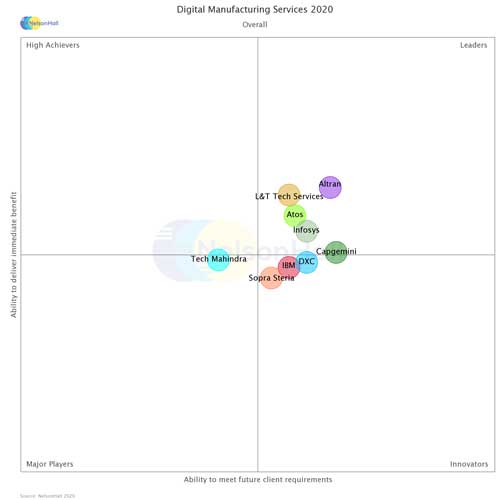 Digital Manufacturing Services 2020
NelsonHall
Overall
High Achievers
Leaders
Altran
L&T Tech Services
Atos
Infosys
NelsonH
Capgemini
Tech Mahindra
DXC
IBM
Sopra Steria
Ability to deliver immediate benefit
Major Players
Innovators
Ability to meet future client requirements
Source: NelsonHall 2020